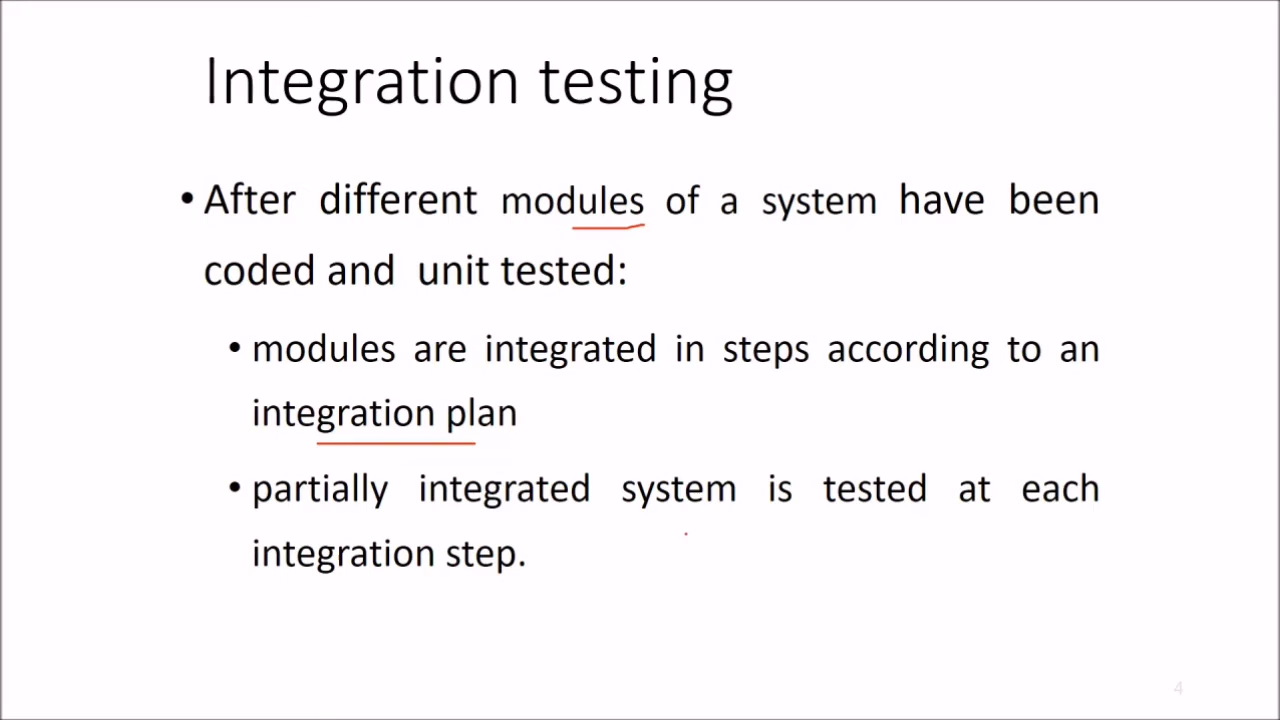 Integration testing
• After different modules of a system have been
coded and unit tested:
• modules are integrated in steps according to an
integration plan
• partially integrated system is tested at each
integration step.
4